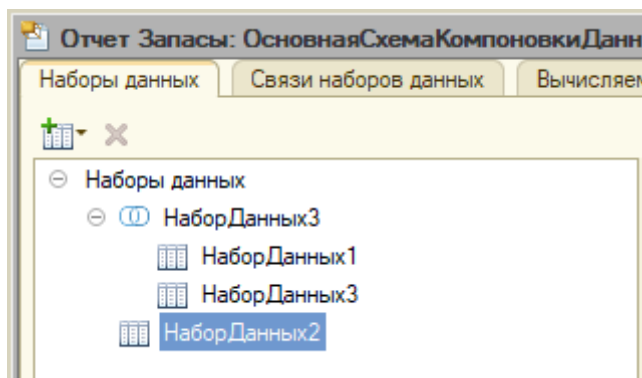 Отчет Запасы: ОсновнаяСхемаКомпоновкиДанн
Наборы данных Связи наборов данных Вычисляем
Наборы данных
НаборДанных3
НаборДанных1
НаборДанных3
НаборДанных2